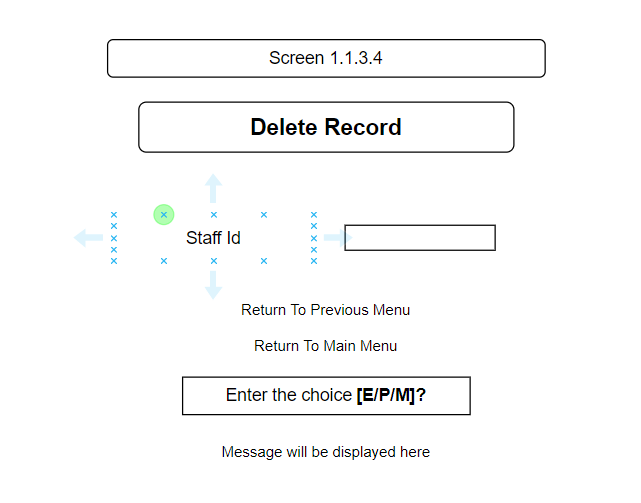 Screen 1.1.3.4
Delete Record
Staff Id
Return To Previous Menu
Return To Main Menu
Enter the choice [E/P/M]?
Message will be displayed here